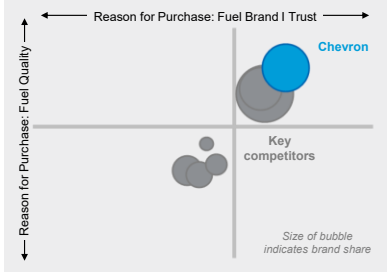 Reason for Purchase: Fuel Brand I Trust
Reason for Purchase: Fuel Quality
Chevron
Key
competitors
Size of bubble
indicates brand share